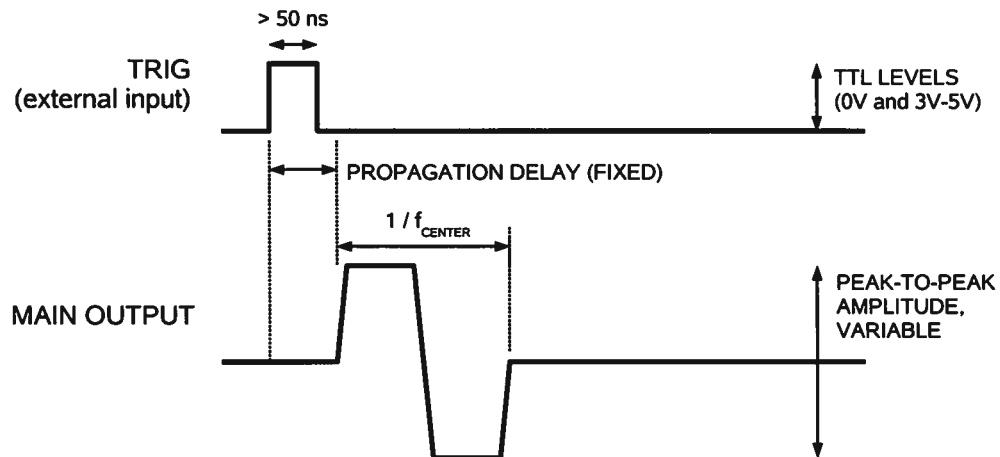 > 50 ns
TRIG
(external input)
TTL LEVELS
(0V and 3V-5V)
PROPAGATION DELAY (FIXED)
1 / fCENTER
MAIN OUTPUT
PEAK-TO-PEAK
AMPLITUDE,
VARIABLE